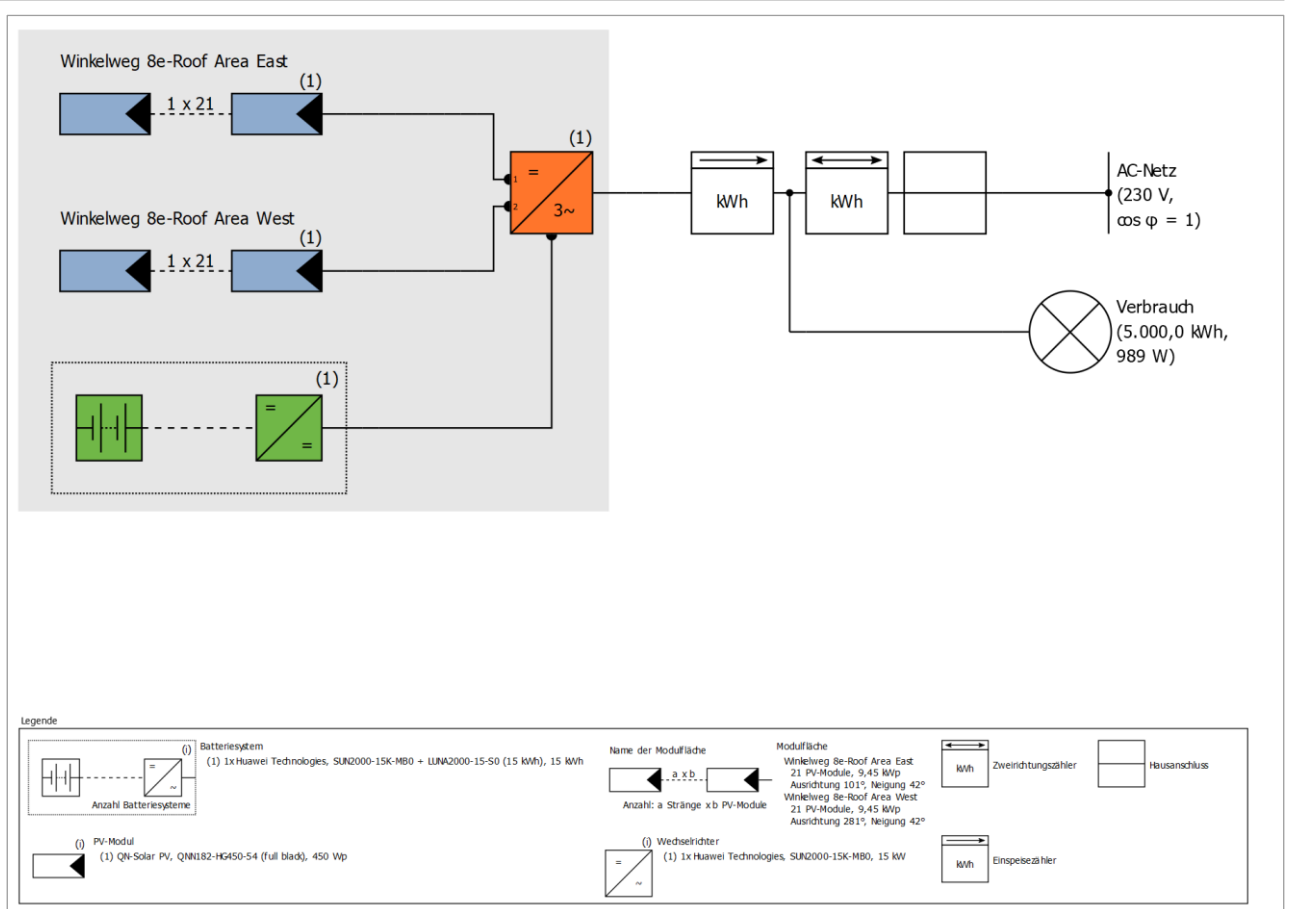 Winkelweg 8e-Roof Area East
(1)
1 x 21
(1)
=
1
2
3~
Winkelweg 8e-Roof Area West
(1)
1 x 21
(1)
=
=
kWh
kWh
AC-Netz
(230 V,
cos φ = 1)
Verbrauch
(5.000,0 kWh,
989 W)
Legende
(i)
=
~
Anzahl Batteriesysteme
Batteriesystem
(1) 1x Huawei Technologies, SUN2000-15K-MB0 + LUNA2000-15-S0 (15 kWh), 15 kWh
(i)
PV-Modul
(1) QN-Solar PV, QNN182-HG450-54 (full black), 450 Wp
Name der Modulfläche
a x b
Anzahl: a Stränge x b PV-Module
Modulfläche
Winkelweg 8e-Roof Area East
21 PV-Module, 9,45 kWp
Ausrichtung 101°, Neigung 42°
Winkelweg 8e-Roof Area West
21 PV-Module, 9,45 kWp
Ausrichtung 281°, Neigung 42°
(i) Wechselrichter
(1) 1x Huawei Technologies, SUN2000-15K-MB0, 15 kW
=
~
kWh
Zweirichtungszähler
Hausanschluss
kWh
Einspeisezähler